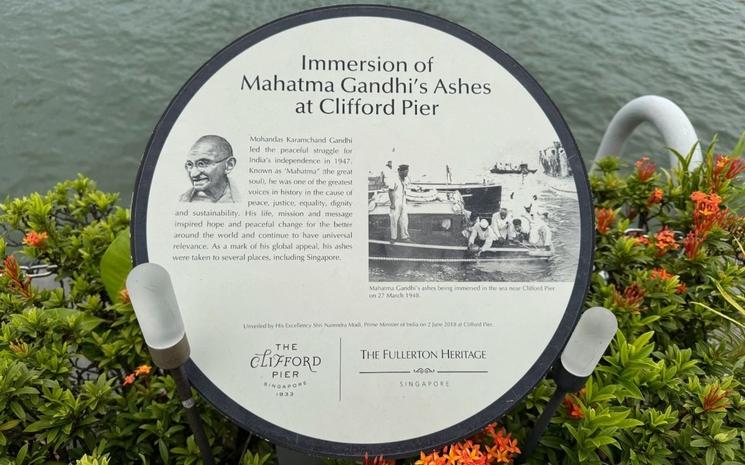 Immersion of
Mahatma Gandhi's Ashes
at Clifford Pier
Mohandas Karamchand Gandhi
led the peaceful struggle for
India's independence in 1947.
Known as 'Mahatma" (the great
soul), he was one of the greatest
voices in history in the cause of
peace, justice, equality, dignity
and sustainability. His life, mission and message
inspired hope and peaceful change for the better
around the world and continue to have universal
relevance. As a mark of his global appeal, his ashes
were taken to several places, including Singapore.
Mahatma Gandhi's ashes being immersed in the sea near Clifford Pier
on 27 March 1948.
Unveiled by His Excellency Shri Narendra Modi, Prime Minister of India on 2 June 2018 at Clifford Pier.
THE
CLIFFORD
PIER
SINGAPORE
1933
THE FULLERTON HERITAGE
SINGAPORE